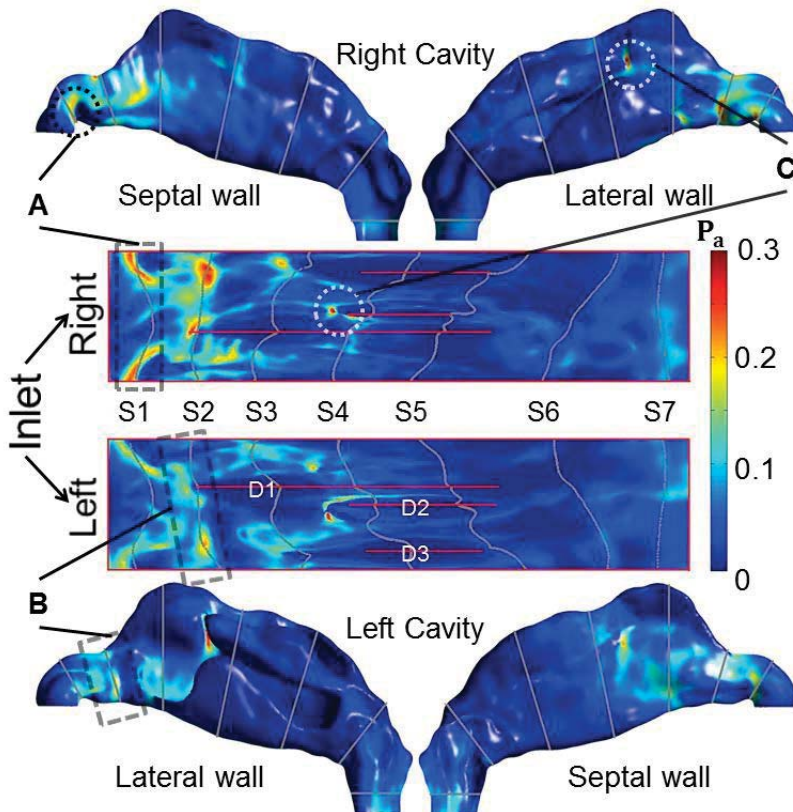 Right Cavity
Septal wall
Lateral wall
A
C
Pa
0.3
0.2
0.1
0
Inlet
Right
Left
S1 S2 S3 S4 S5 S6 S7
D1
D2
D3
B
Left Cavity
Lateral wall
Septal wall